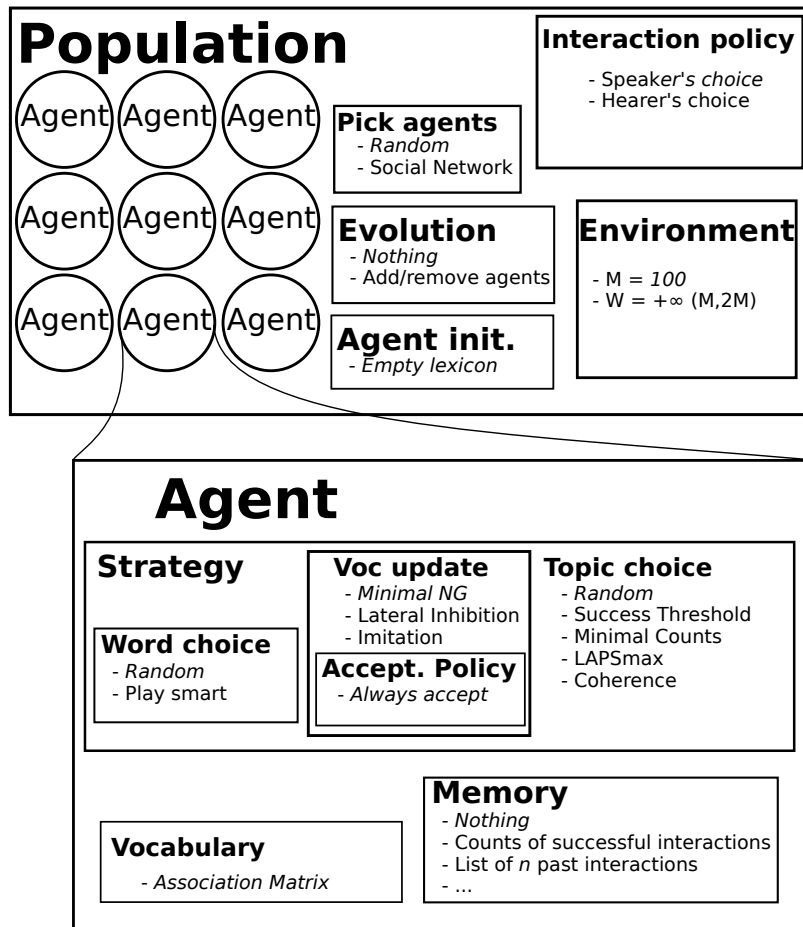 Population
Agent Agent Agent
Agent Agent Agent
Agent Agent Agent
Pick agents
- Random
- Social Network
Evolution
- Nothing
- Add/remove agents
Agent init.
- Empty lexicon
Interaction policy
- Speaker's choice
- Hearer's choice
Environment
- M = 100
- W = +∞ (M,2M)
Agent
Strategy
Word choice
- Random
- Play smart
Voc update
- Minimal NG
- Lateral Inhibition
- Imitation
Accept. Policy
- Always accept
Topic choice
- Random
- Success Threshold
- Minimal Counts
- LAPSmax
- Coherence
Vocabulary
- Association Matrix
Memory
- Nothing
- Counts of successful interactions
- List of n past interactions
- ...